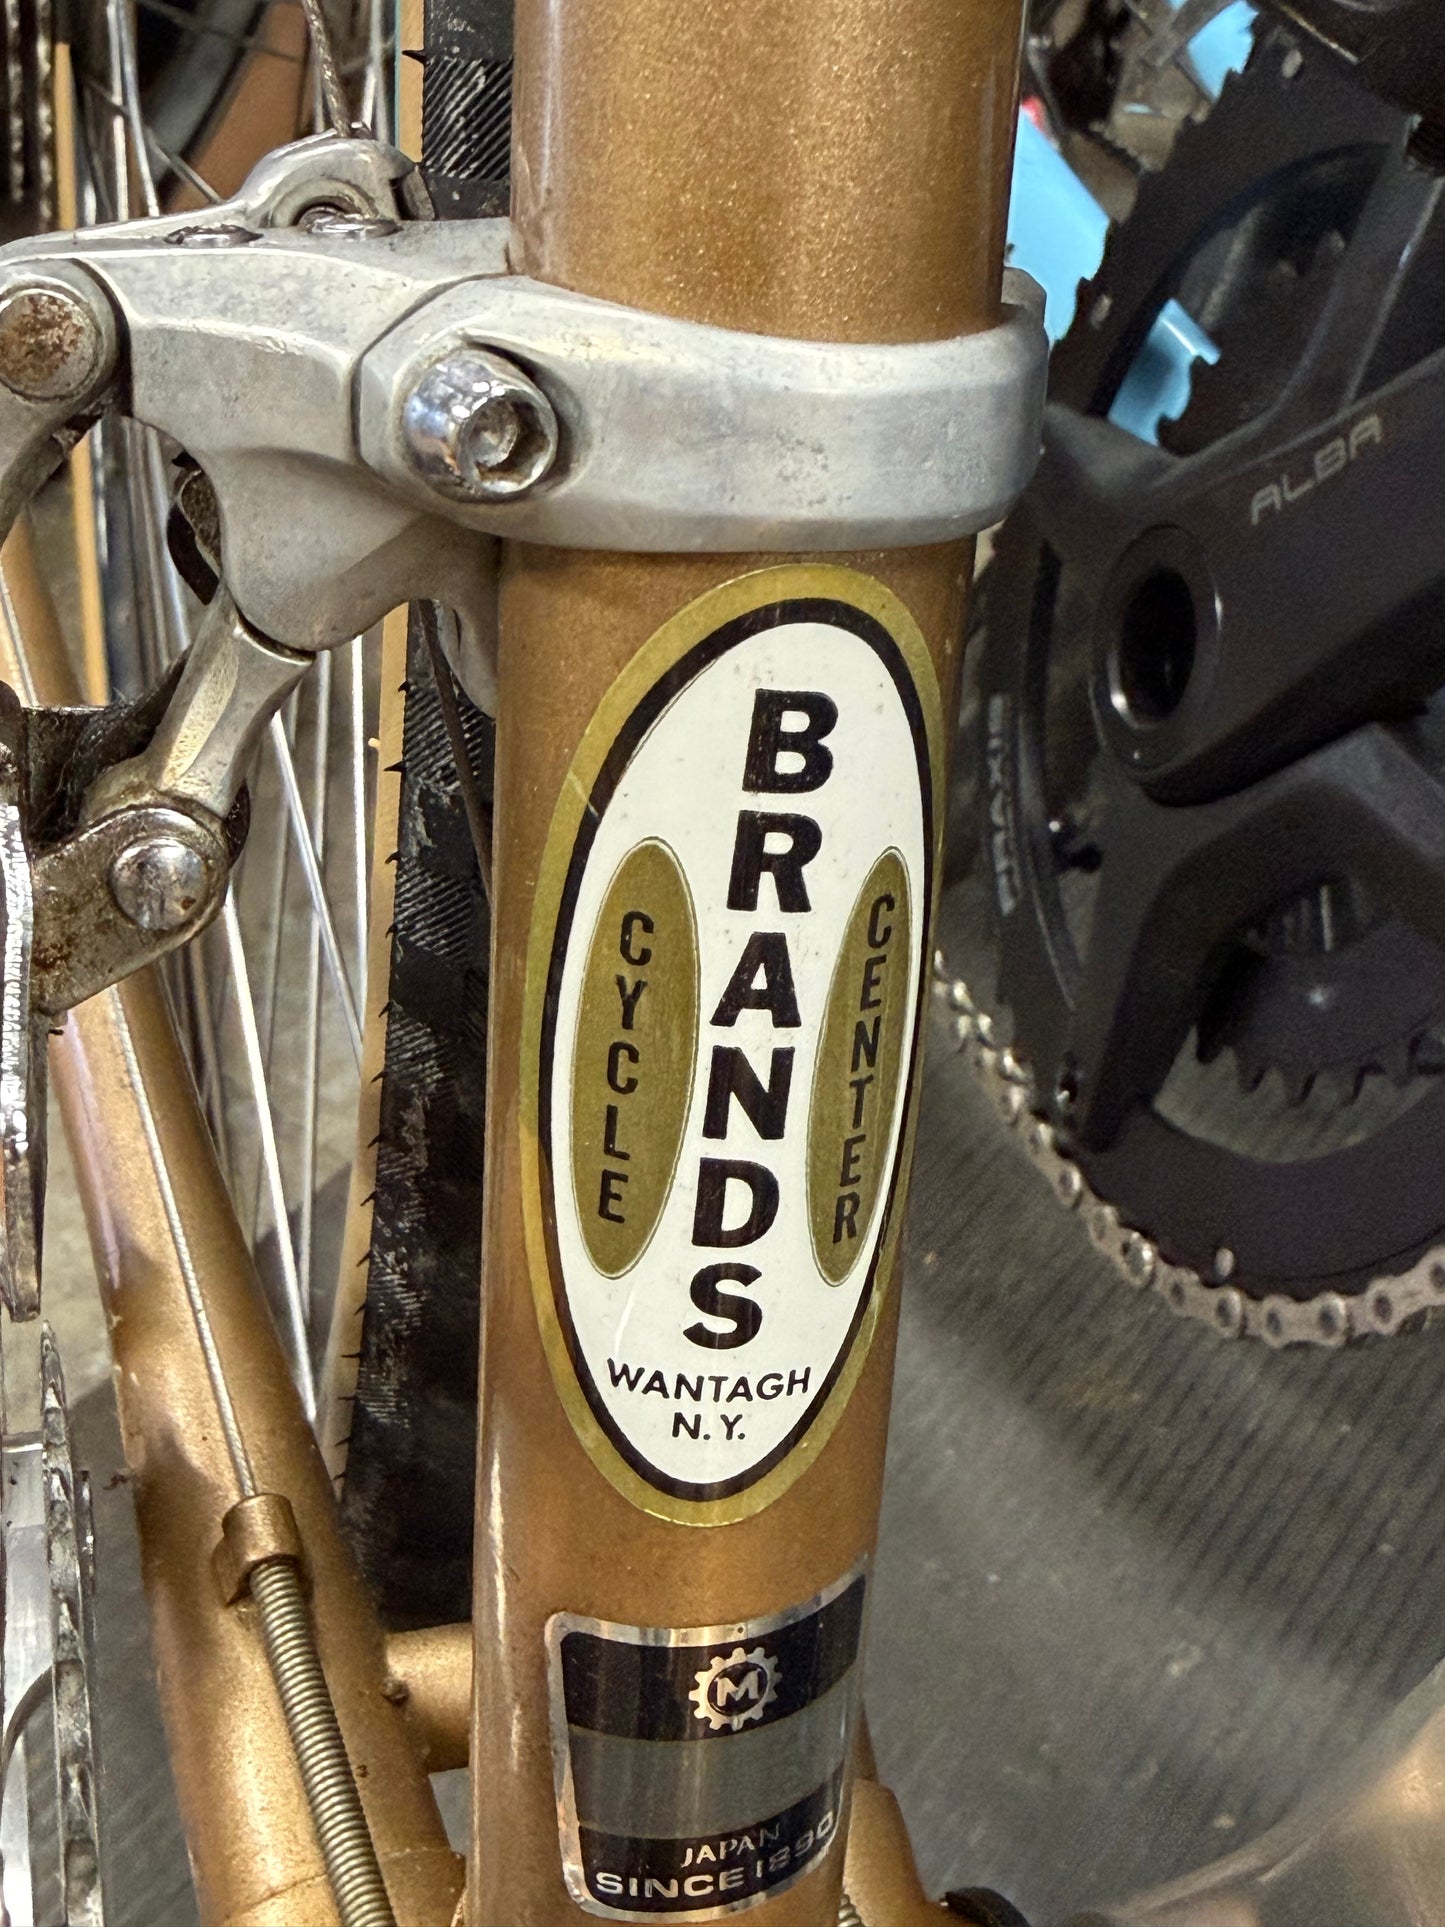 BRANDS
CYCLE
CENTER
WANTAGH
N.Y.
M
JAPAN
SINCE 1890
ALBA